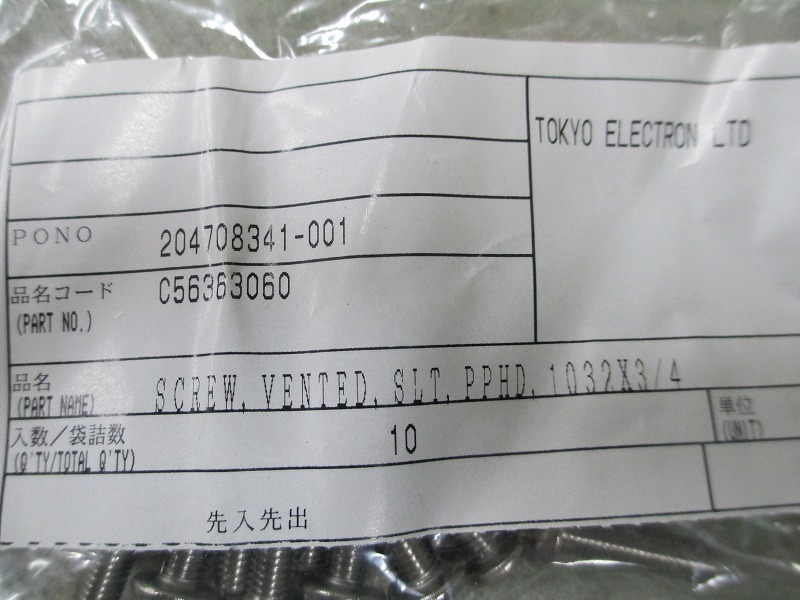 TOKYO ELECTRON LTD
PONO 204708341-001
品名コード C56363060
(PART NO.)
品名 SCREW, VENTED, SLT, PPHD, 1032X3/4
(PART NAME)
入数/袋詰数 10 単位
(Q'TY/TOTAL Q'TY) (UNIT)
先入先出